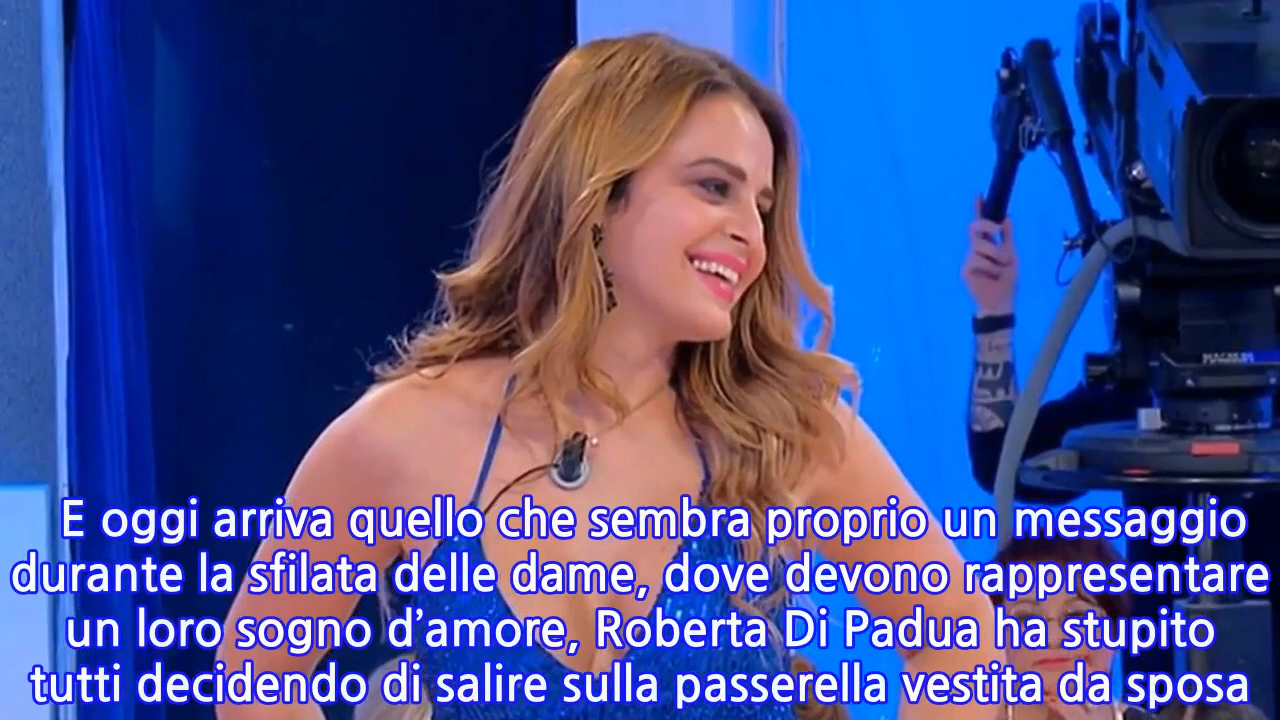 E oggi arriva quello che sembra proprio un messaggio
durante la sfilata delle dame, dove devono rappresentare
un loro sogno d’amore, Roberta Di Padua ha stupito
tutti decidendo di salire sulla passerella vestita da sposa